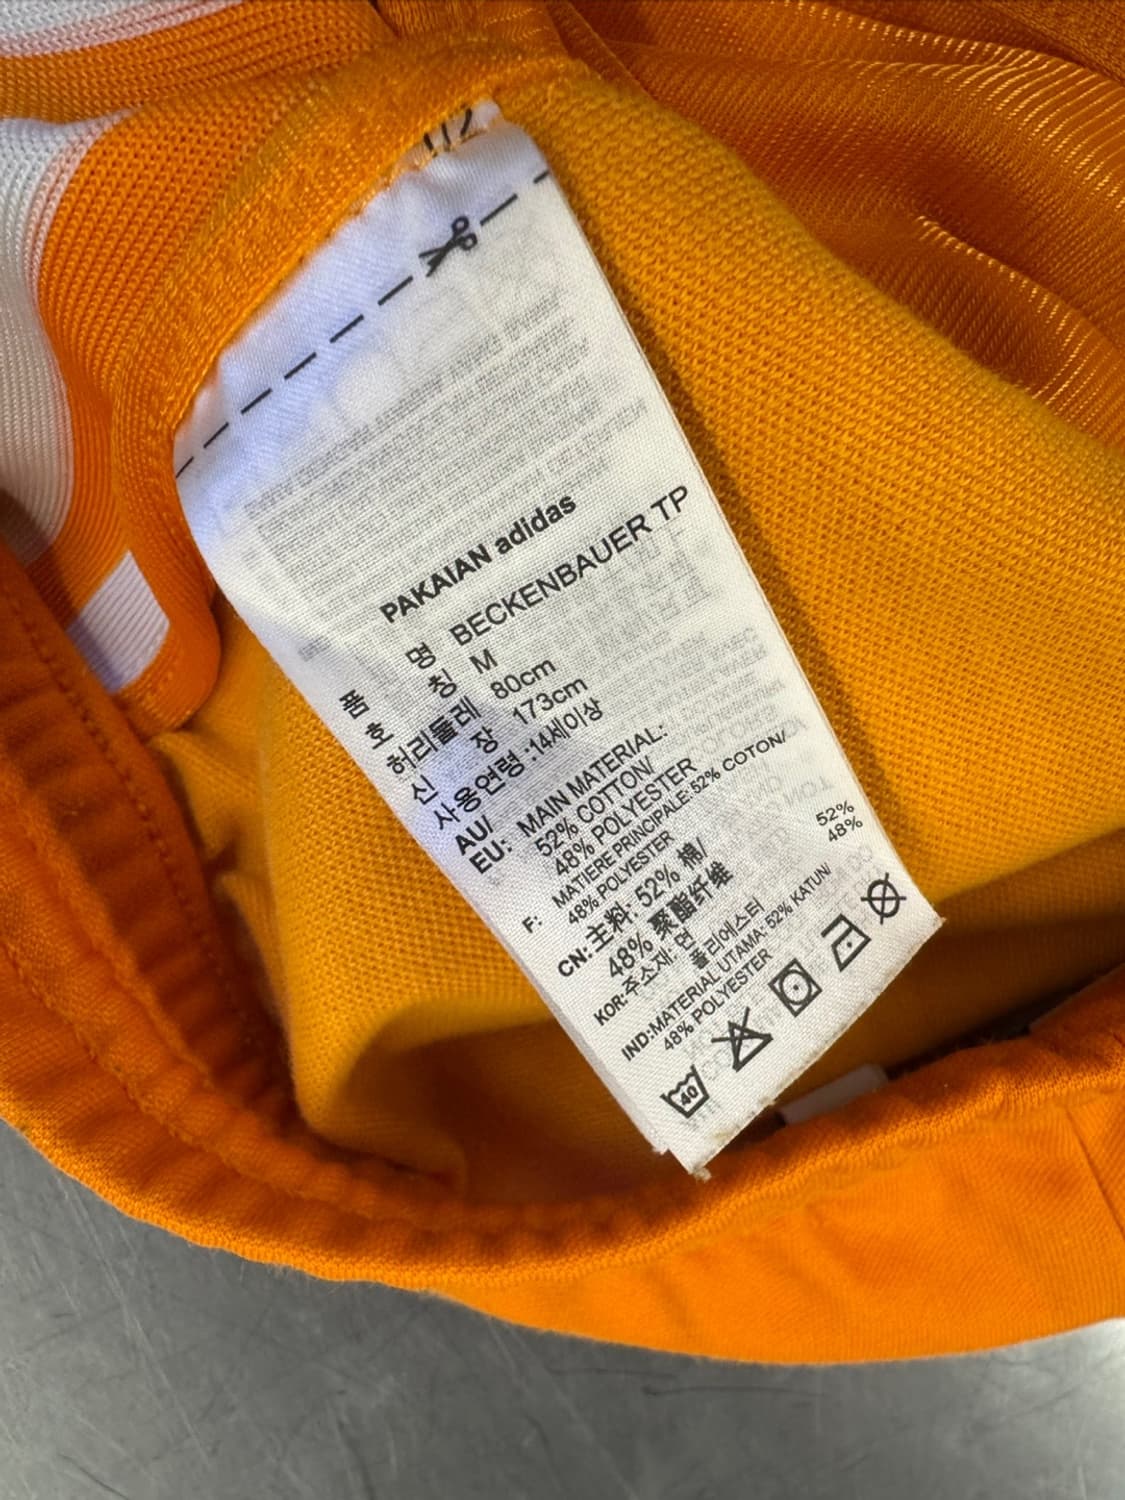 1/2
PAKAIAN adidas
품 명 BECKENBAUER TP
호 칭 M
허리둘레 80cm
신 장 173cm
사용연령 :14세이상
AU/
EU: MAIN MATERIAL:
52% COTTON/
48% POLYESTER
F: MATIERE PRINCIPALE: 52% COTON/
48% POLYESTER
CN: 主料: 52% 棉/
48% 聚酯纤维
KOR: 주소재: 면 52%
폴리에스터 48%
IND:MATERIAL UTAMA: 52% KATUN/
48% POLYESTER
40